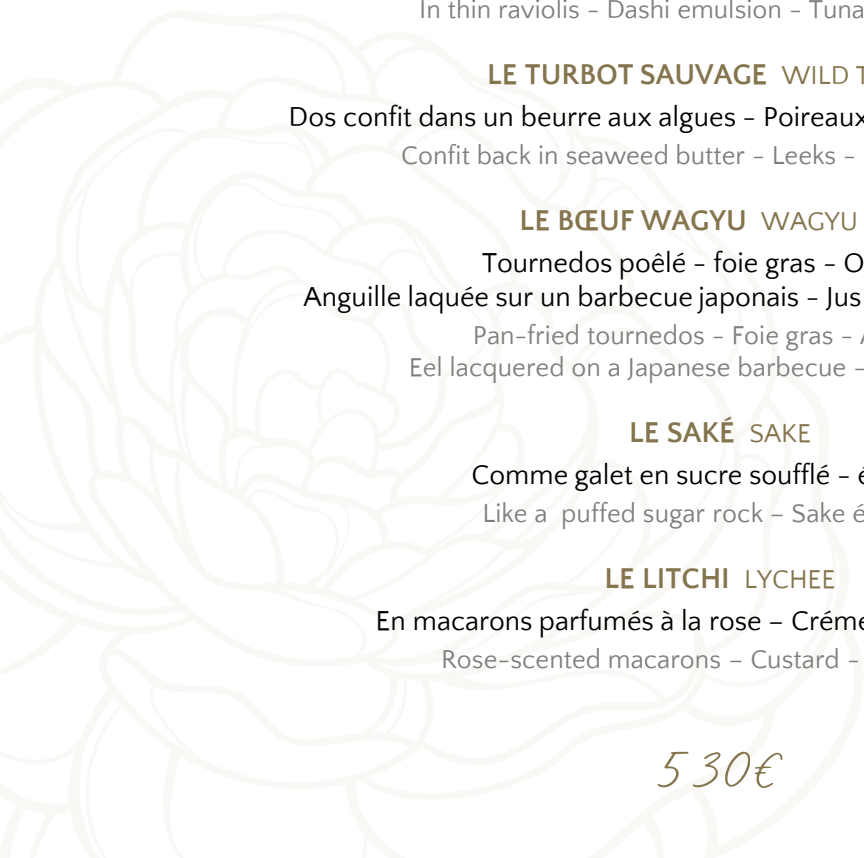 In thin raviolis - Dashi emulsion - Tuna
LE TURBOT SAUVAGE WILD
Dos confit dans un beurre aux algues - Poireaux
Confit back in seaweed butter - Leeks -
LE BŒUF WAGYU WAGYU
Tournedos poêlé - foie gras -
Anguille laquée sur un barbecue japonais - Jus
Pan-fried tournedos - Foie gras -
Eel lacquered on a Japanese barbecue -
LE SAKÉ SAKE
Comme galet en sucre soufflé -
Like a puffed sugar rock – Sake
LE LITCHI LYCHEE
En macarons parfumés à la rose –
Rose-scented macarons – Custard -
530€